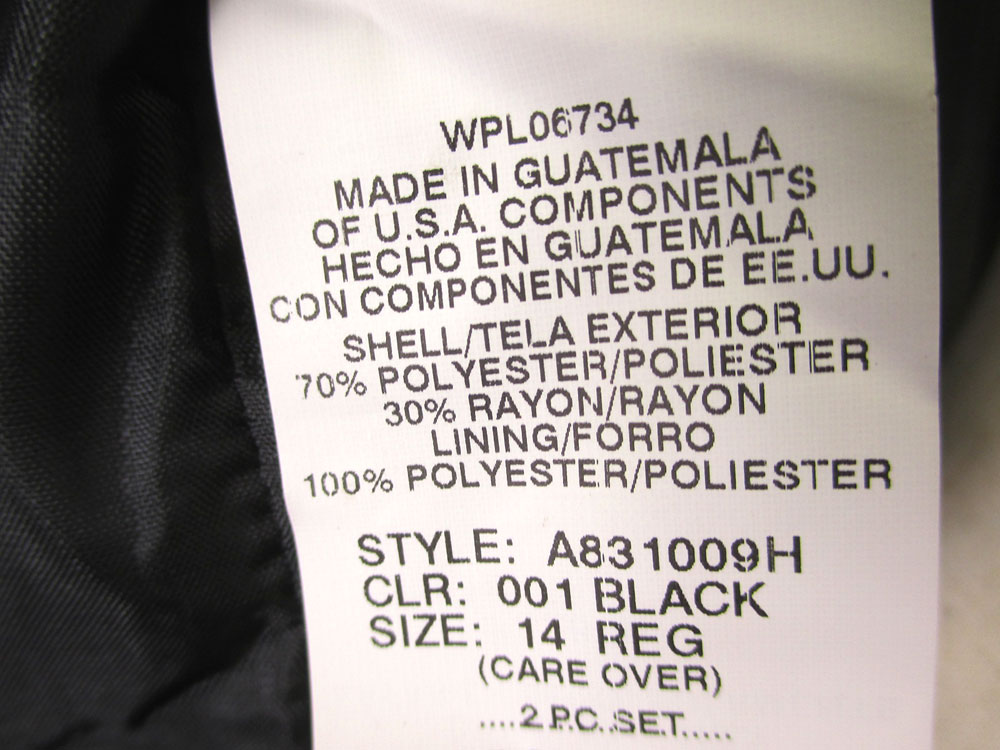 WPL06734
MADE IN GUATEMALA
OF U.S.A. COMPONENTS
HECHO EN GUATEMALA
CON COMPONENTES DE EE.UU.
SHELL/TELA EXTERIOR
70% POLYESTER/POLIESTER
30% RAYON/RAYON
LINING/FORRO
100% POLYESTER/POLIESTER
STYLE: A831009H
CLR: 001 BLACK
SIZE: 14 REG
(CARE OVER)
....2 P.C. SET.....